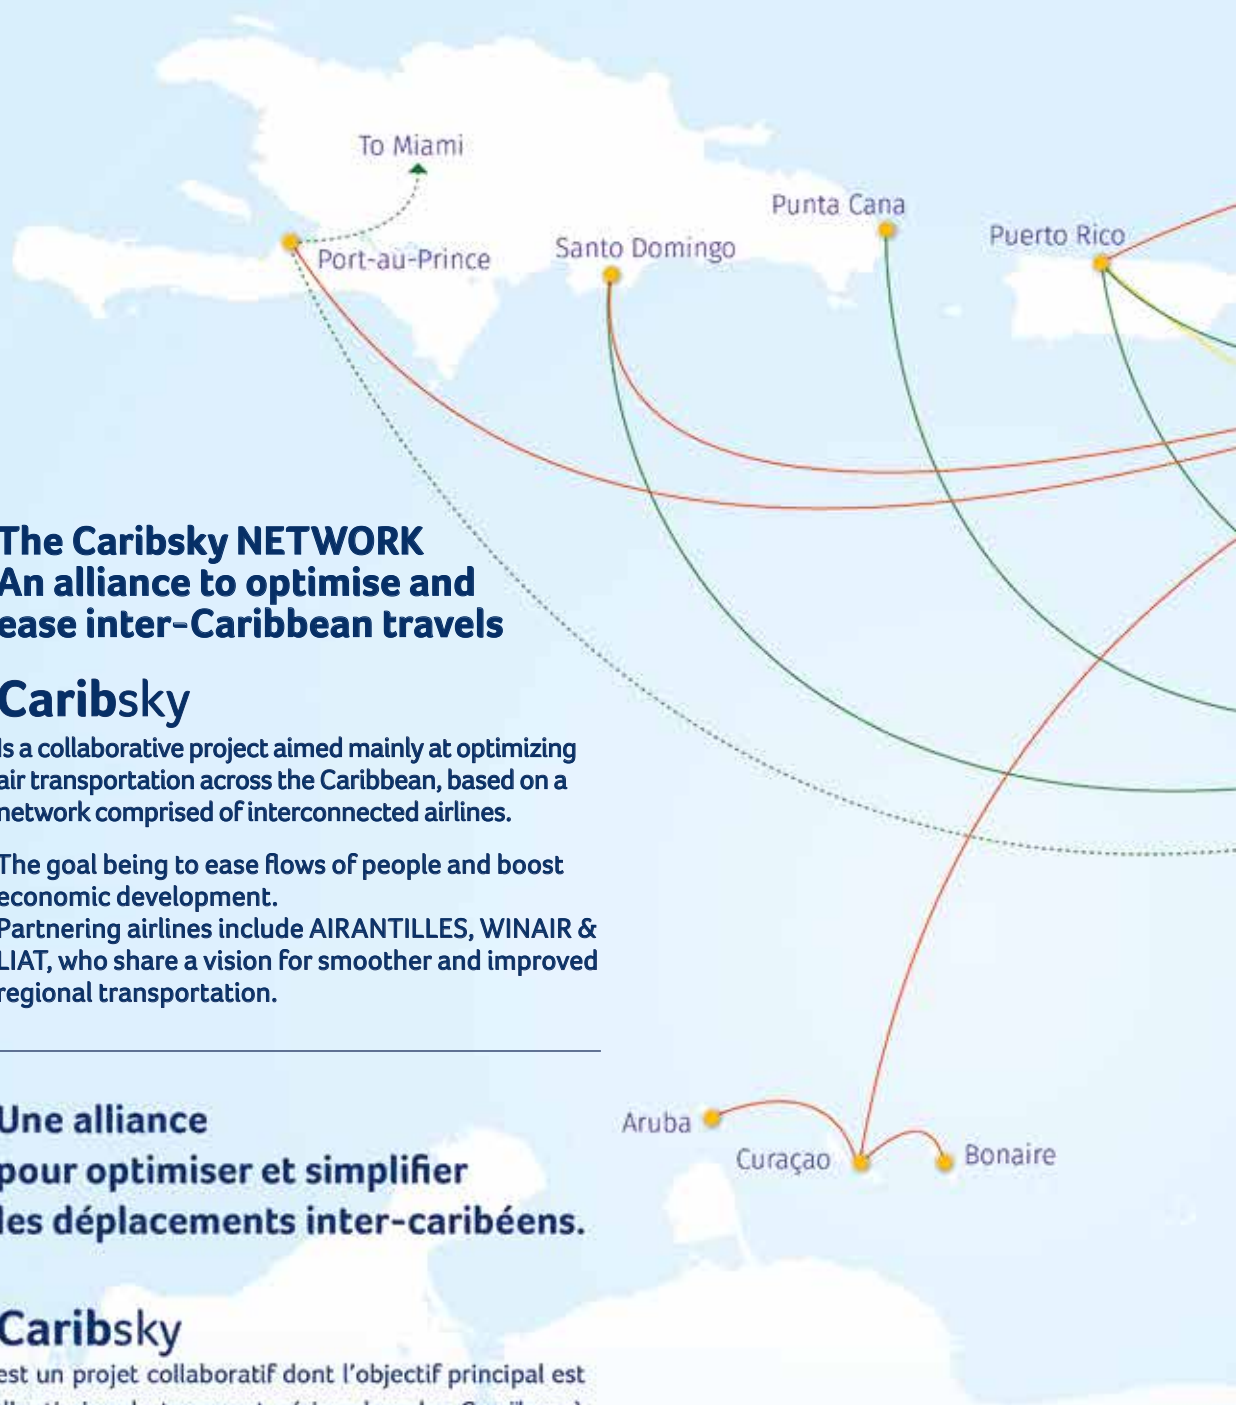 To Miami
Punta Cana
Puerto Rico
Santo Domingo
Port-au-Prince
The Caribsky NETWORK
An alliance to optimise and
ease inter-Caribbean travels
Caribsky
Is a collaborative project aimed mainly at optimizing
air transportation across the Caribbean, based on a
network comprised of interconnected airlines.
The goal being to ease flows of people and boost
economic development.
Partnering airlines include AIRANTILLES, WINAIR &
LIAT, who share a vision for smoother and improved
regional transportation.
Aruba
Curaçao
Bonaire
Une alliance
pour optimiser et simplifier
les déplacements inter-caribéens.
Caribsky
est un projet collaboratif dont l'objectif principal est